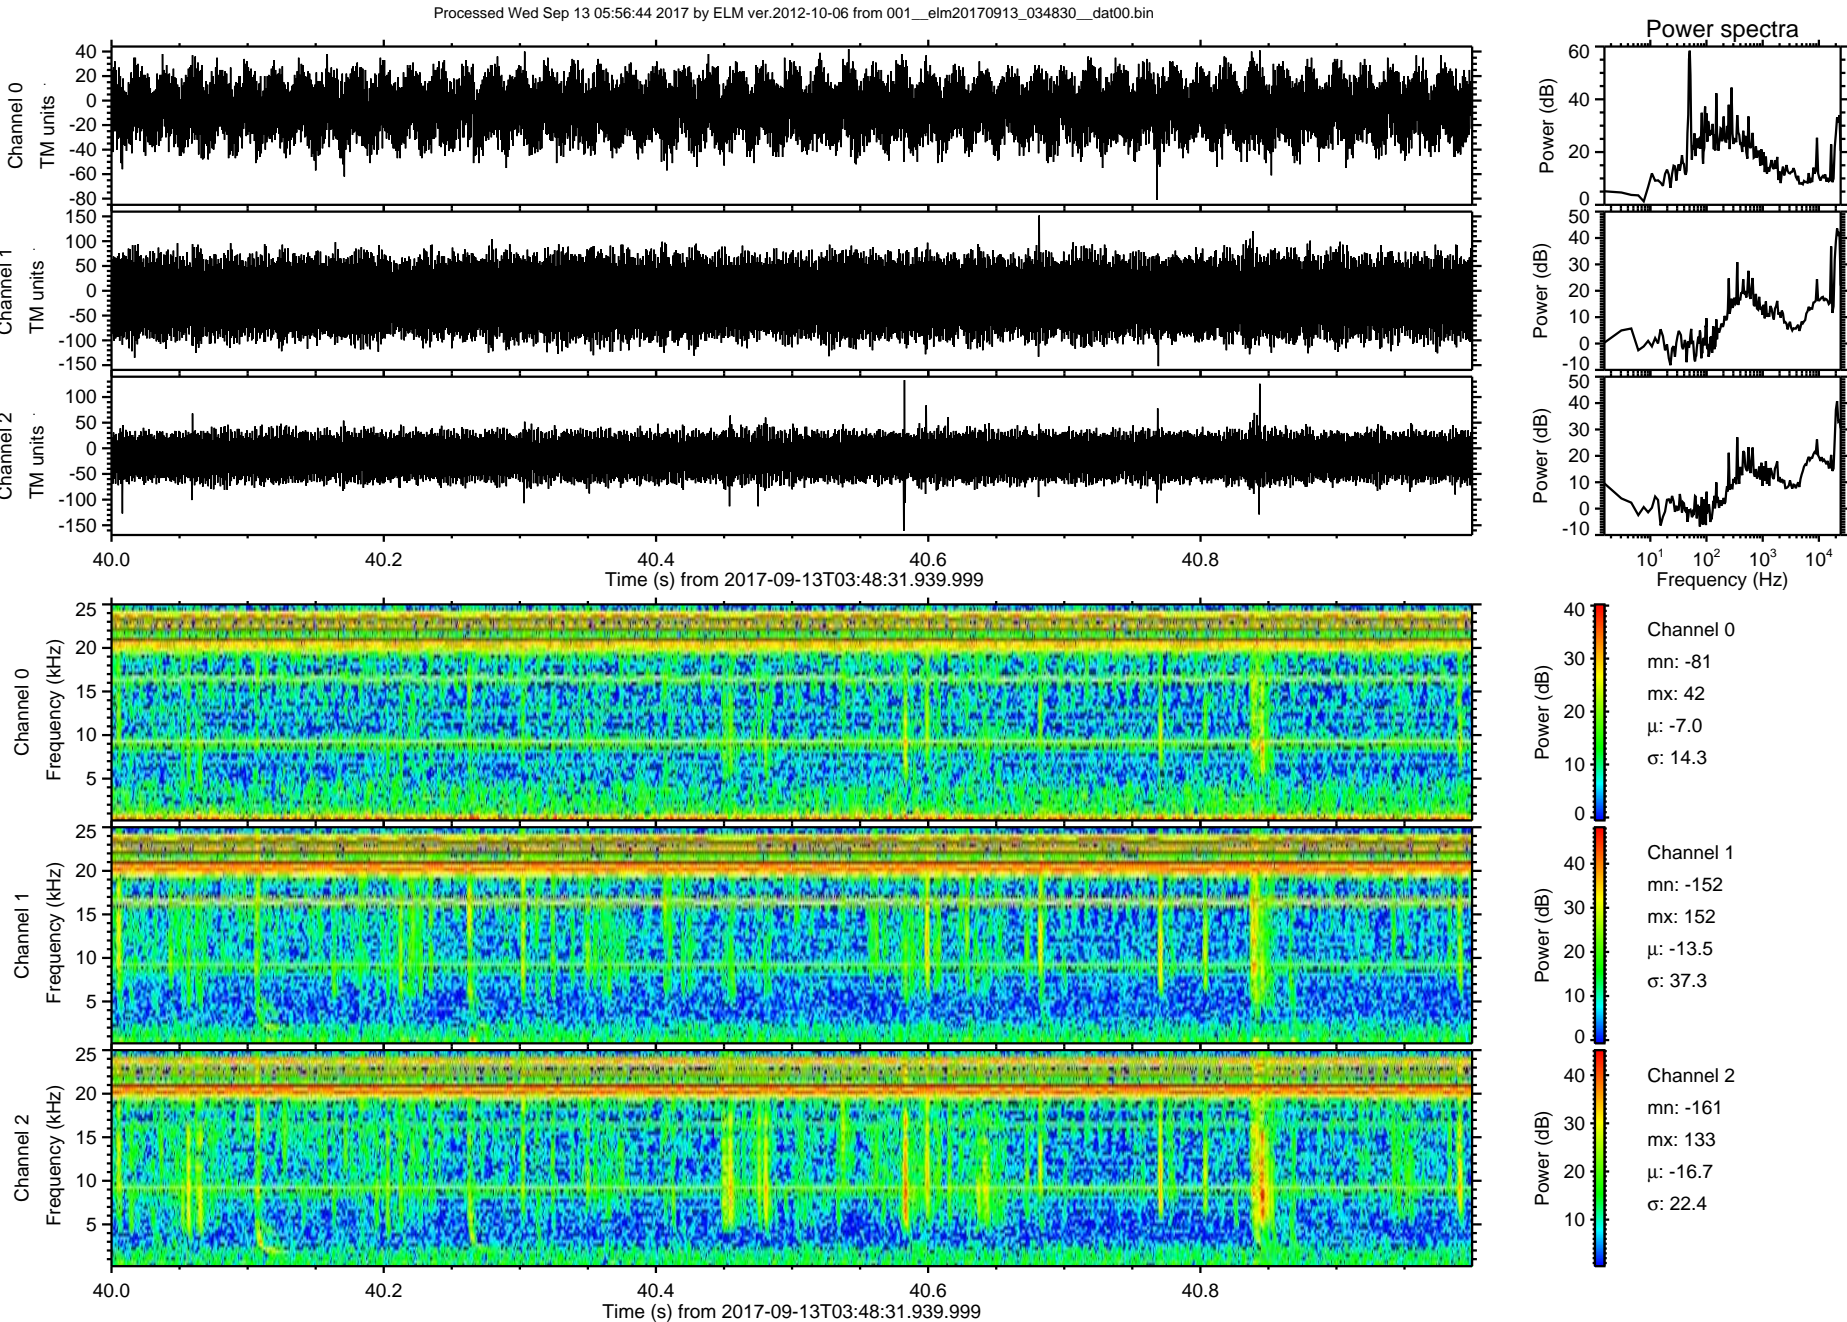 Processed Wed Sep 13 05:56:44 2017 by ELM ver.2012-10-06 from 001__elm20170913_034830__dat00.bin
Power spectra
Channel 0
TM units
40
20
0
-20
-40
-60
-80
Power (dB)
60
40
20
0
Channel 1
TM units
150
100
50
0
-50
-100
-150
Power (dB)
50
40
30
20
10
0
-10
Channel 2
TM units
100
50
0
-50
-100
-150
Power (dB)
50
40
30
20
10
0
-10
40.0 40.2 40.4 40.6 40.8
Time (s) from 2017-09-13T03:48:31.939.999
10^1 10^2 10^3 10^4
Frequency (Hz)
Channel 0
Frequency (kHz)
25
20
15
10
5
Power (dB)
40
30
20
10
0
Channel 0
mn: -81
mx: 42
μ: -7.0
σ: 14.3
Channel 1
Frequency (kHz)
25
20
15
10
5
Power (dB)
40
30
20
10
0
Channel 1
mn: -152
mx: 152
μ: -13.5
σ: 37.3
Channel 2
Frequency (kHz)
25
20
15
10
5
Power (dB)
40
30
20
10
Channel 2
mn: -161
mx: 133
μ: -16.7
σ: 22.4
40.0 40.2 40.4 40.6 40.8
Time (s) from 2017-09-13T03:48:31.939.999